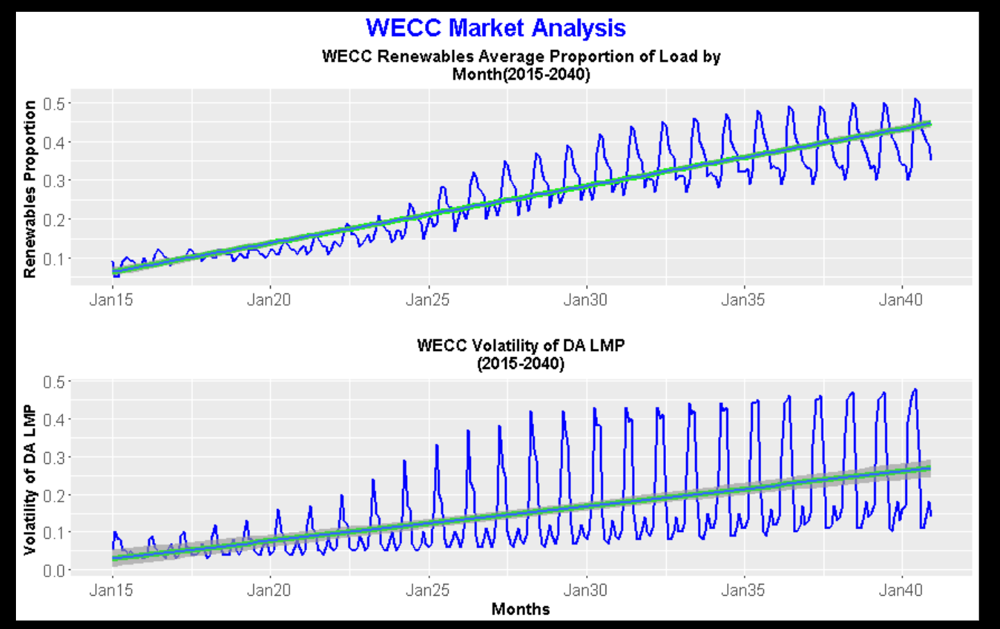 WECC Market Analysis
WECC Renewables Average Proportion of Load by
Month(2015-2040)
Renewables Proportion
0.5
0.4
0.3
0.2
0.1
Jan15 Jan20 Jan25 Jan30 Jan35 Jan40
WECC Volatility of DA LMP
(2015-2040)
Volatility of DA LMP
0.5
0.4
0.3
0.2
0.1
0.0
Jan15 Jan20 Jan25 Jan30 Jan35 Jan40
Months